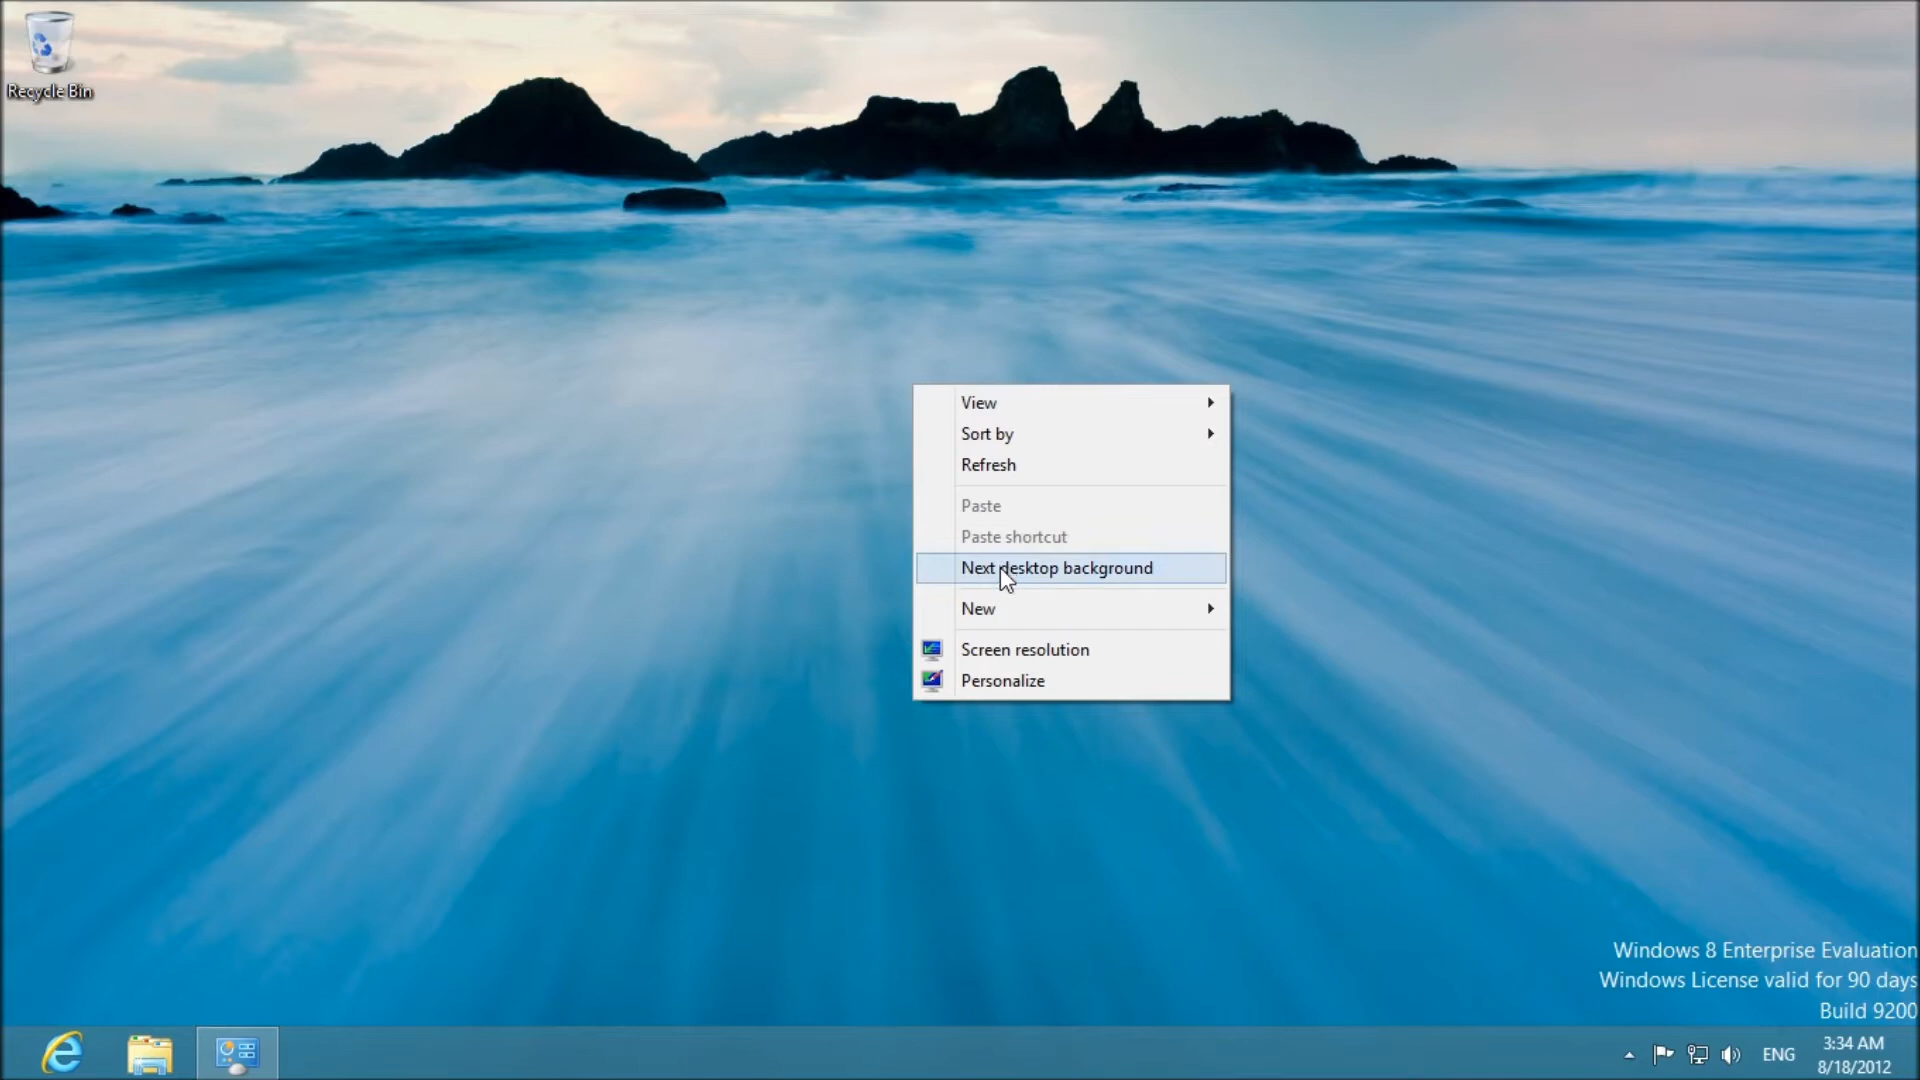 Recycle Bin
View
Sort by
Refresh
Paste
Paste shortcut
Next desktop background
New
Screen resolution
Personalize
Windows 8 Enterprise Evaluation
Windows License valid for 90 days
Build 9200
ENG
3:34 AM
8/18/2012